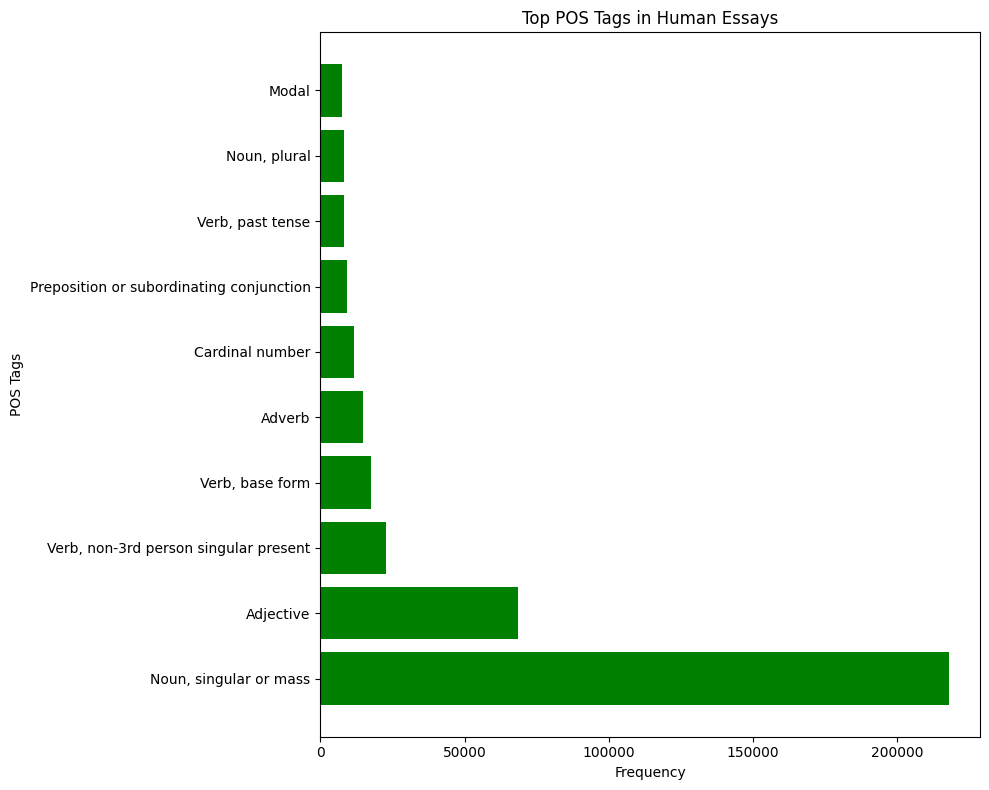 Top POS Tags in Human Essays
Modal
Noun, plural
Verb, past tense
Preposition or subordinating conjunction
Cardinal number
Adverb
Verb, base form
Verb, non-3rd person singular present
Adjective
Noun, singular or mass
POS Tags
0 50000 100000 150000 200000
Frequency